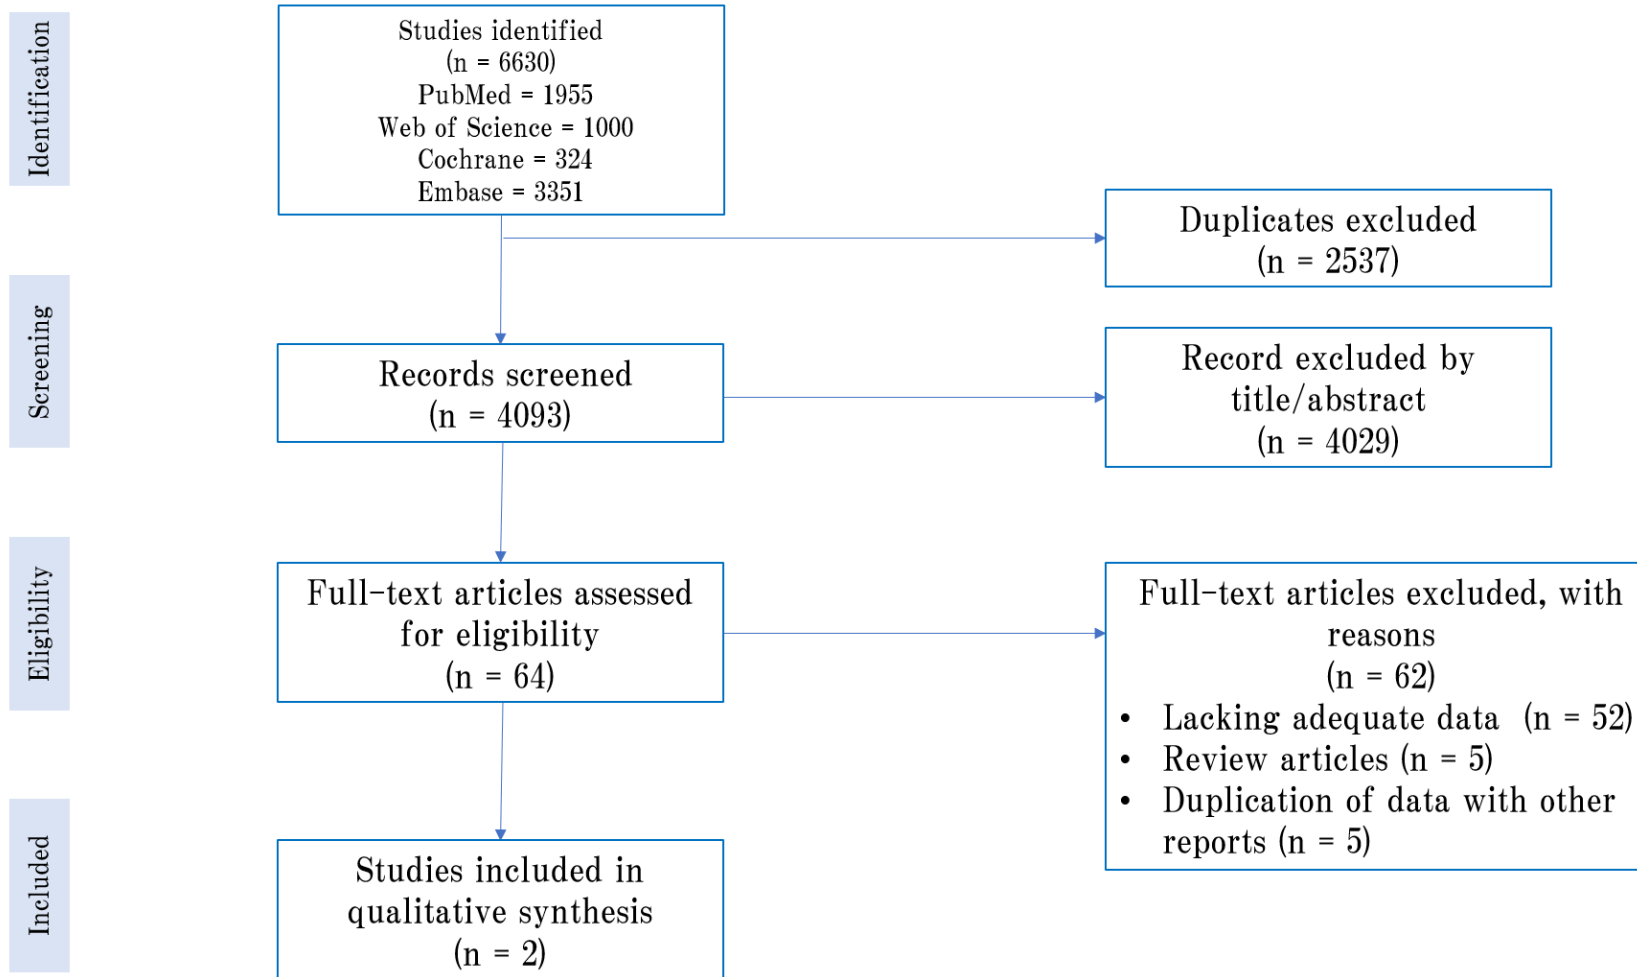 Identification
Studies identified
(n = 6630)
PubMed = 1955
Web of Science = 1000
Cochrane = 324
Embase = 3351
Duplicates excluded
(n = 2537)
Screening
Records screened
(n = 4093)
Record excluded by
title/abstract
(n = 4029)
Eligibility
Full-text articles assessed
for eligibility
(n = 64)
Full-text articles excluded, with
reasons
(n = 62)
• Lacking adequate data (n = 52)
• Review articles (n = 5)
• Duplication of data with other
reports (n = 5)
Included
Studies included in
qualitative synthesis
(n = 2)